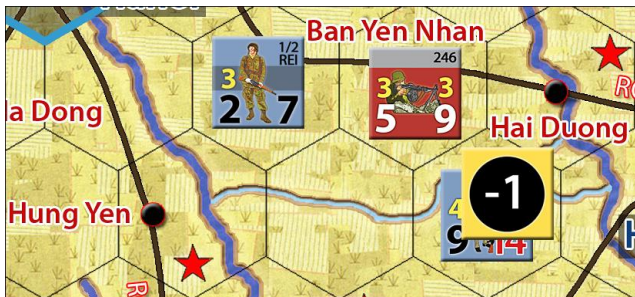 Ban Yen Nhan
1/2
REI
3
2 7
246
3 3
5 9
la Dong
Hai Duong
-1
4
9 14
Hung Yen